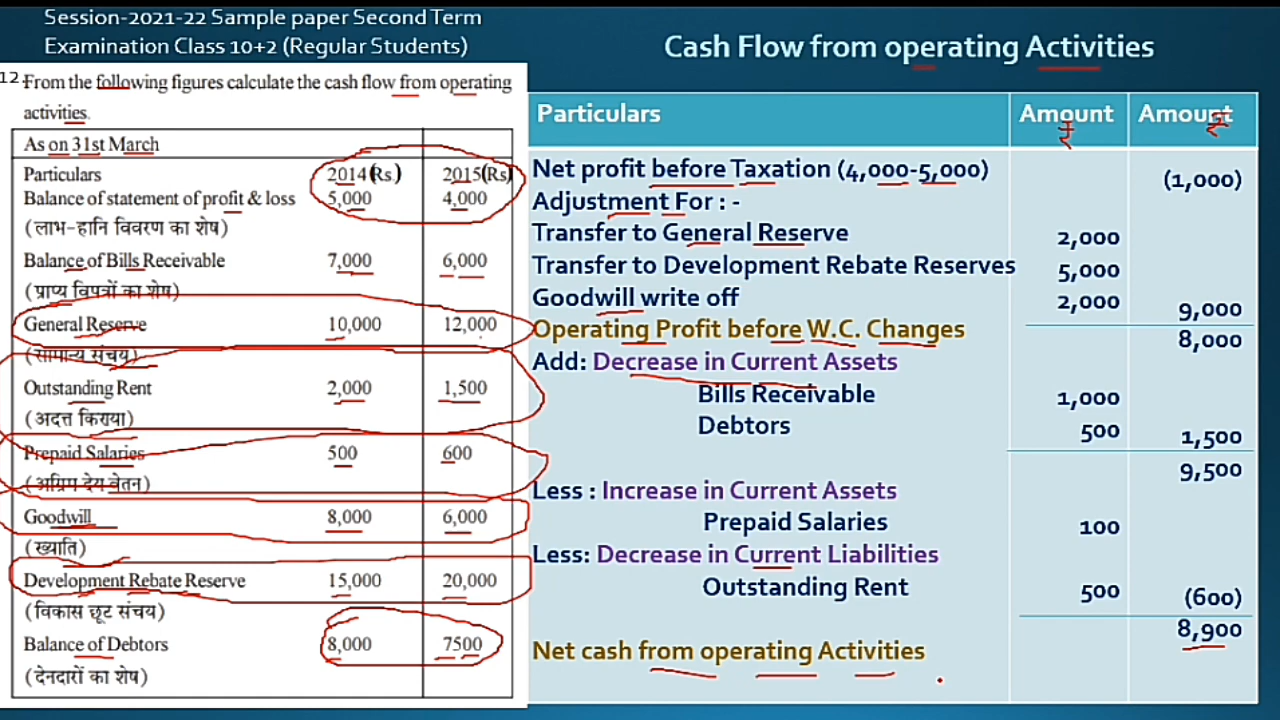 Session-2021-22 Sample paper Second Term
Examination Class 10+2 (Regular Students)
12. From the following figures calculate the cash flow from operating
activities.
As on 31st March
Particulars 2014(Rs.) 2015(Rs)
Balance of statement of profit & loss 5,000 4,000
(लाभ-हानि विवरण का शेष)
Balance of Bills Receivable 7,000 6,000
(प्राप्य विपत्रों का शेष)
General Reserve 10,000 12,000
(सामान्य संचय)
Outstanding Rent 2,000 1,500
(अदत्त किराया)
Prepaid Salaries 500 600
(अग्रिम देय वेतन)
Goodwill 8,000 6,000
(ख्याति)
Development Rebate Reserve 15,000 20,000
(विकास छूट संचय)
Balance of Debtors 8,000 7500
(देनदारों का शेष)
Cash Flow from operating Activities
Particulars Amount ₹ Amount ₹
Net profit before Taxation (4,000-5,000) (1,000)
Adjustment For : -
Transfer to General Reserve 2,000
Transfer to Development Rebate Reserves 5,000
Goodwill write off 2,000 9,000
Operating Profit before W.C. Changes 8,000
Add: Decrease in Current Assets
Bills Receivable 1,000
Debtors 500 1,500
9,500
Less : Increase in Current Assets
Prepaid Salaries 100
Less: Decrease in Current Liabilities
Outstanding Rent 500 (600)
Net cash from operating Activities 8,900